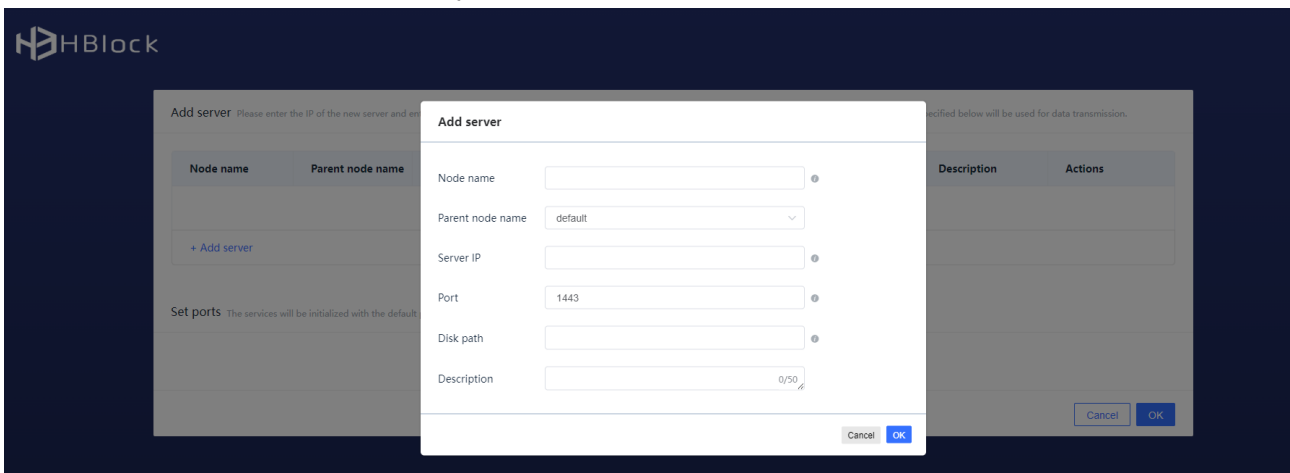 HBlock
Add server Please enter the IP of the new server and en
ecified below will be used for data transmission.
Node name Parent node name Description Actions
+ Add server
Set ports The services will be initialized with the default
Cancel OK
Add server
Node name
Parent node name default
Server IP
Port 1443
Disk path
Description 0/50
Cancel OK